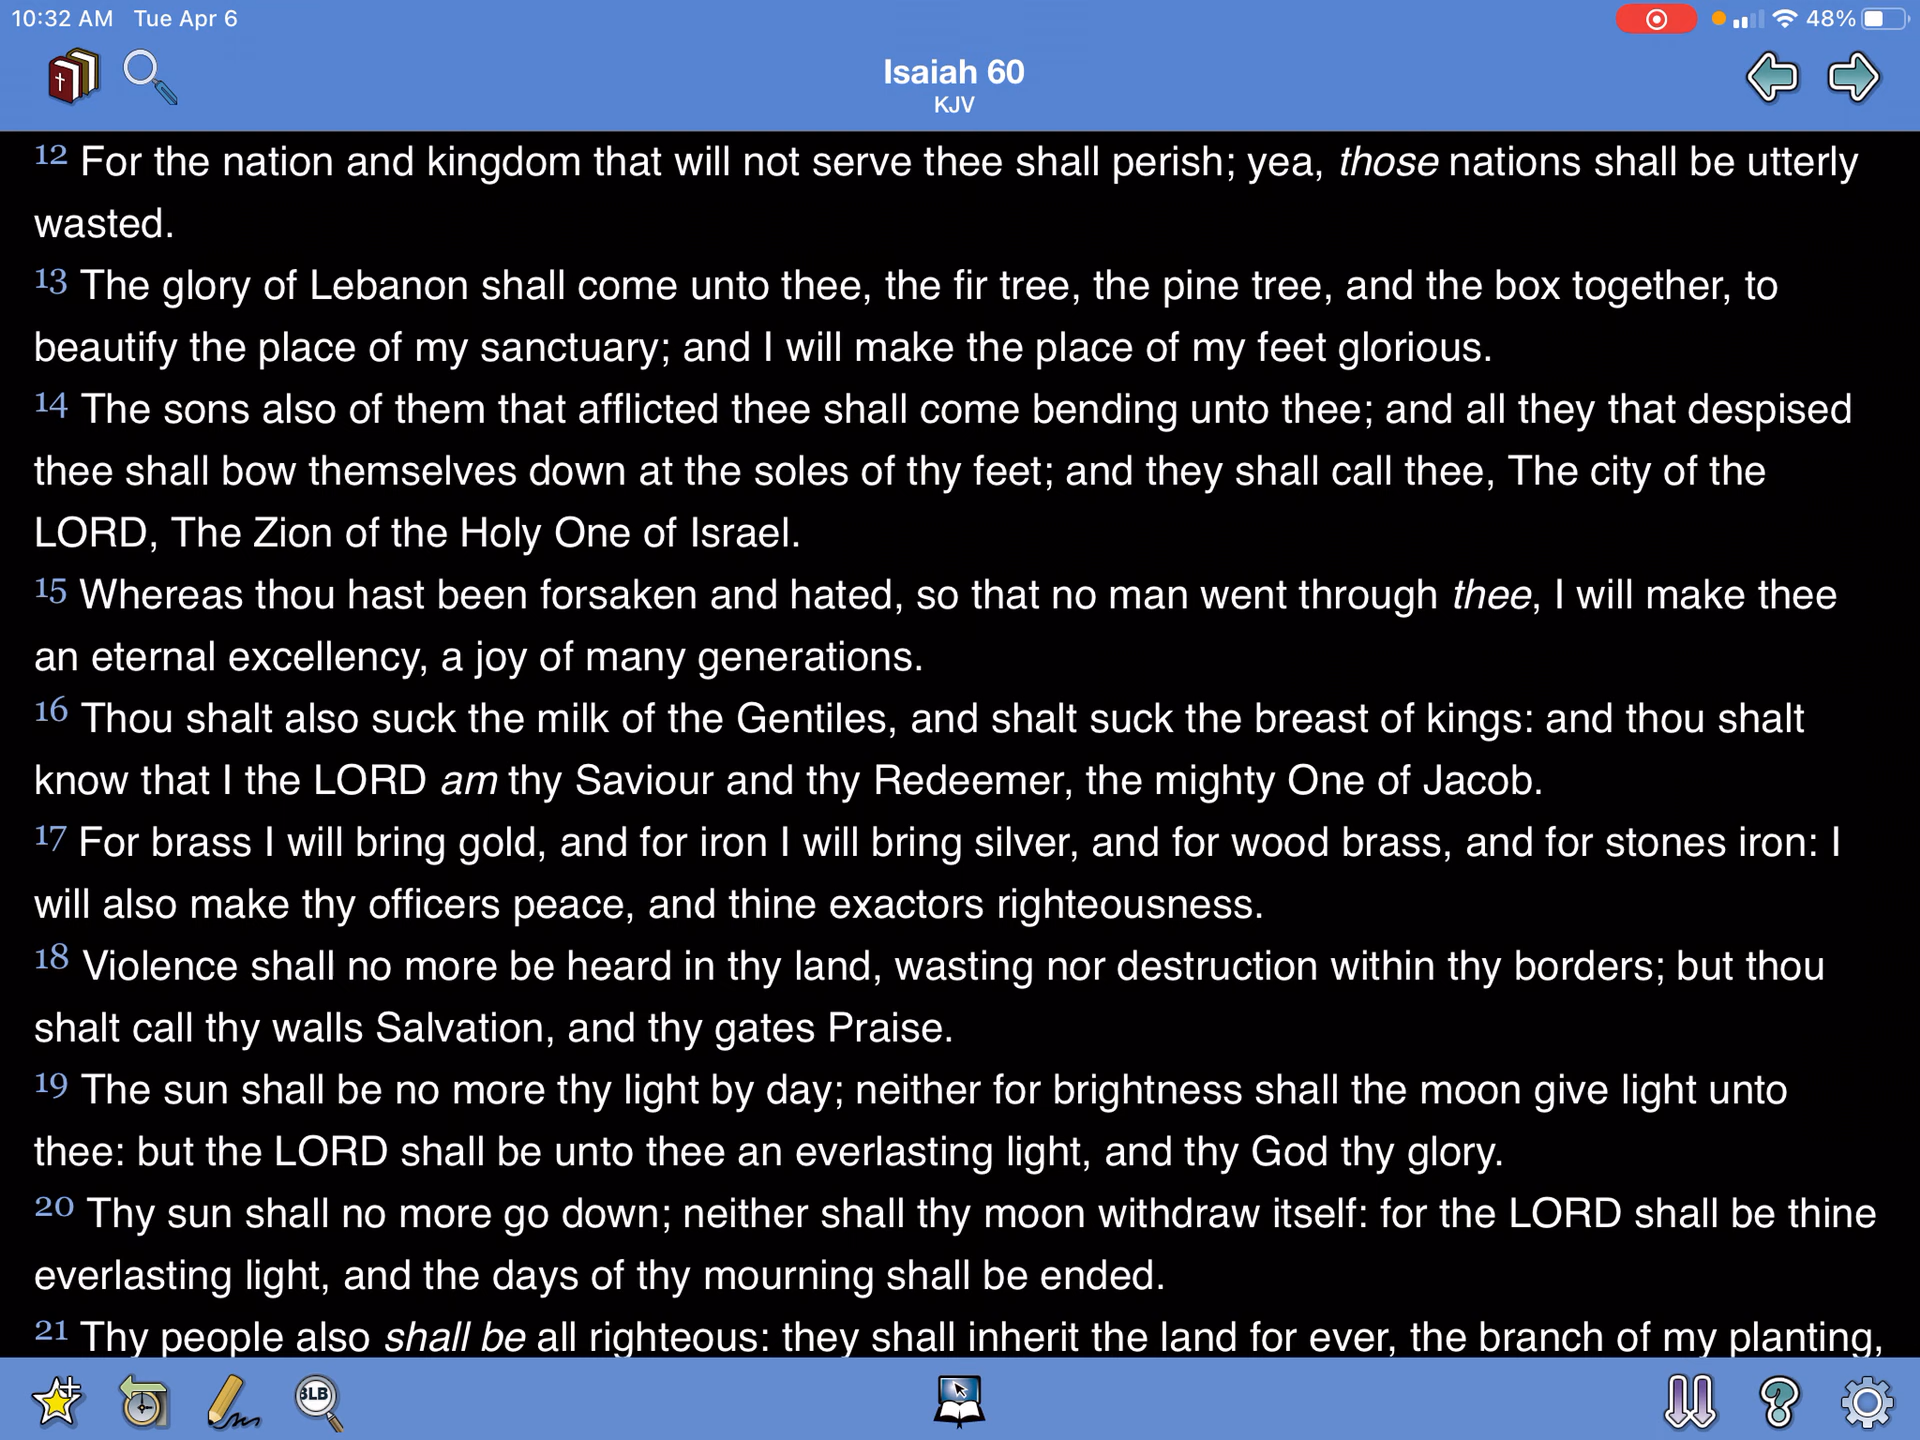 10:32 AM Tue Apr 6
48%
Isaiah 60
KJV
12 For the nation and kingdom that will not serve thee shall perish; yea, those nations shall be utterly
wasted.
13 The glory of Lebanon shall come unto thee, the fir tree, the pine tree, and the box together, to
beautify the place of my sanctuary; and I will make the place of my feet glorious.
14 The sons also of them that afflicted thee shall come bending unto thee; and all they that despised
thee shall bow themselves down at the soles of thy feet; and they shall call thee, The city of the
LORD, The Zion of the Holy One of Israel.
15 Whereas thou hast been forsaken and hated, so that no man went through thee, I will make thee
an eternal excellency, a joy of many generations.
16 Thou shalt also suck the milk of the Gentiles, and shalt suck the breast of kings: and thou shalt
know that I the LORD am thy Saviour and thy Redeemer, the mighty One of Jacob.
17 For brass I will bring gold, and for iron I will bring silver, and for wood brass, and for stones iron: I
will also make thy officers peace, and thine exactors righteousness.
18 Violence shall no more be heard in thy land, wasting nor destruction within thy borders; but thou
shalt call thy walls Salvation, and thy gates Praise.
19 The sun shall be no more thy light by day; neither for brightness shall the moon give light unto
thee: but the LORD shall be unto thee an everlasting light, and thy God thy glory.
20 Thy sun shall no more go down; neither shall thy moon withdraw itself: for the LORD shall be thine
everlasting light, and the days of thy mourning shall be ended.
21 Thy people also shall be all righteous: they shall inherit the land for ever, the branch of my planting,
BLB